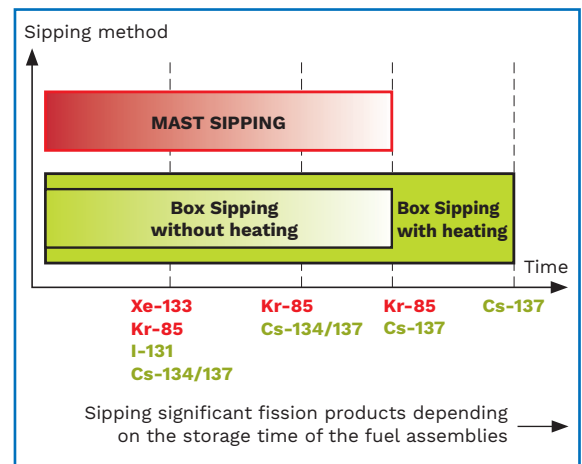 Sipping method
MAST SIPPING
Box Sipping
without heating
Box Sipping
with heating
Time
Xe-133
Kr-85
I-131
Cs-134/137
Kr-85
Cs-134/137
Kr-85
Cs-137
Cs-137
Sipping significant fission products depending
on the storage time of the fuel assemblies